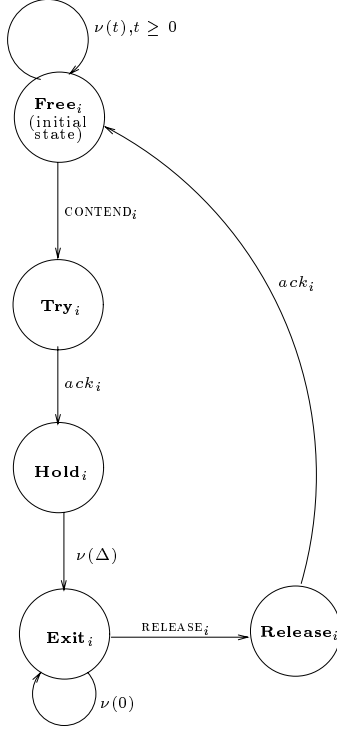 ν(t),t ≥ 0
Free_i
(initial
state)
CONTEND_i
ack_i
Try_i
ack_i
Hold_i
ν(Δ)
RELEASE_i
Exit_i
Release_i
ν(0)